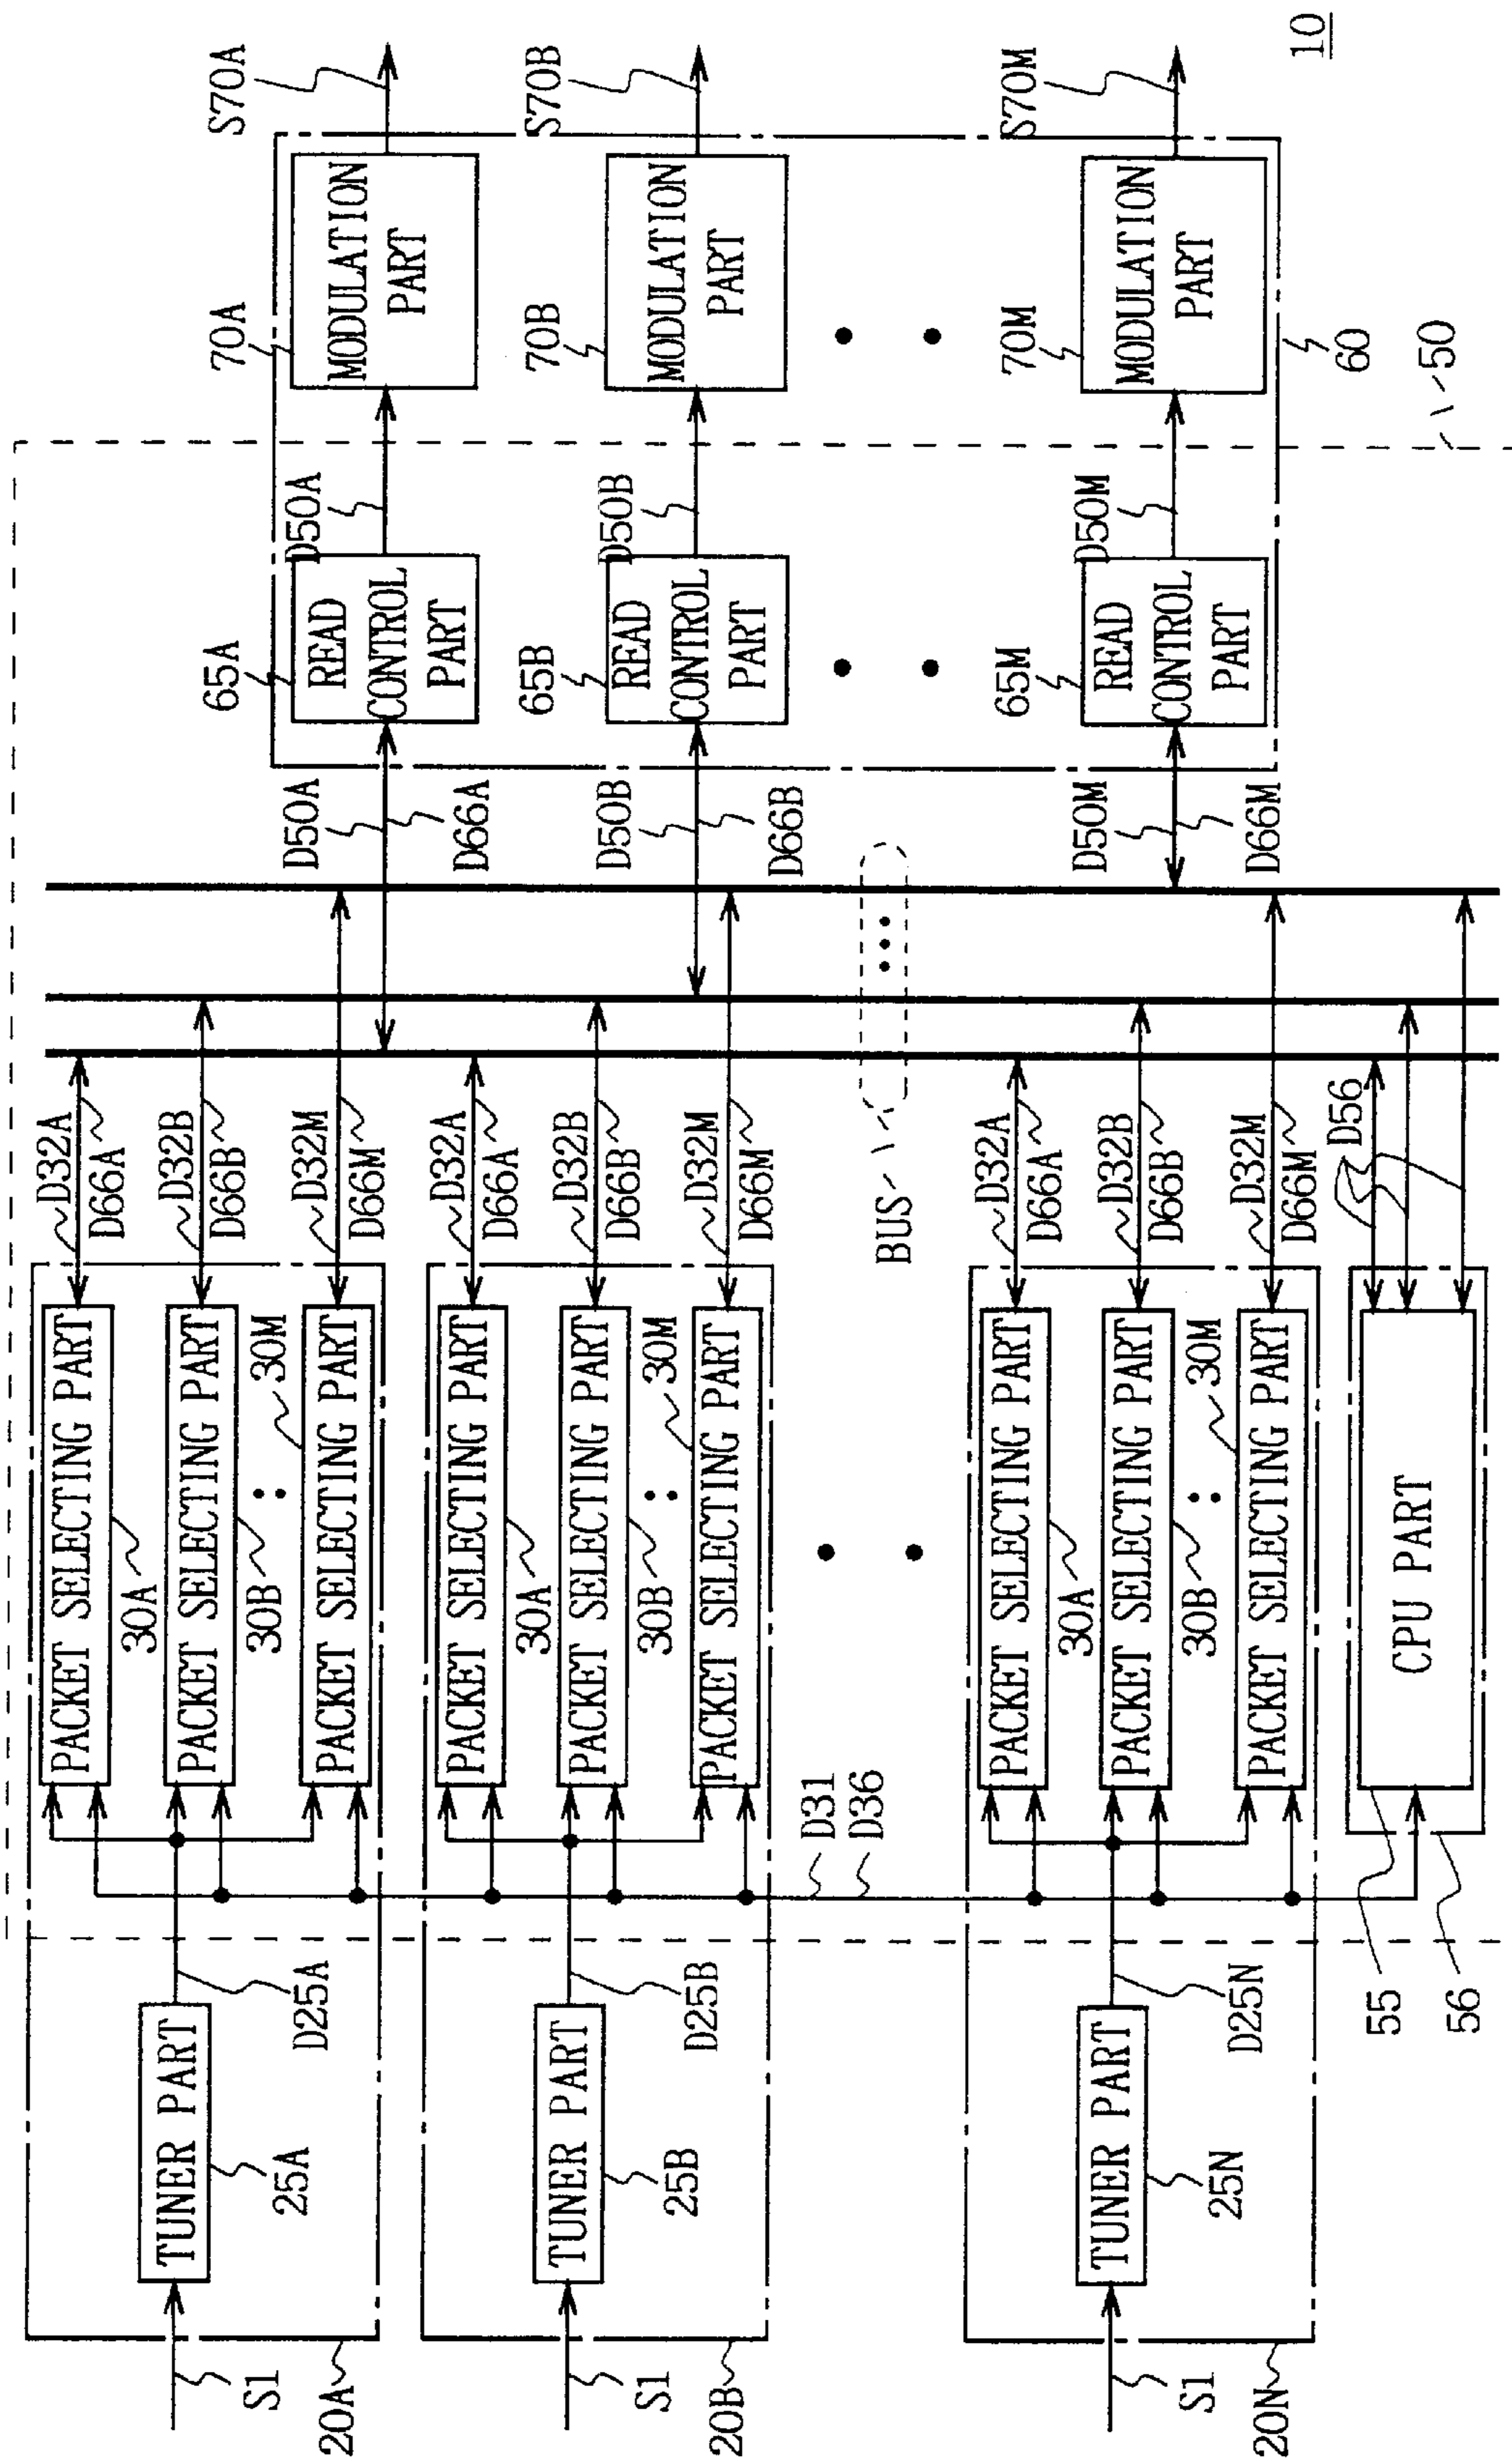 10
S1
20A
TUNER PART
25A
D25A
PACKET SELECTING PART
30A
PACKET SELECTING PART
30B
PACKET SELECTING PART
30M
D32A
D66A
D32B
D66B
D32M
D66M
S1
20B
TUNER PART
25B
D25B
PACKET SELECTING PART
30A
PACKET SELECTING PART
30B
PACKET SELECTING PART
30M
D32A
D66A
D32B
D66B
D32M
D66M
D31
D36
BUS
S1
20N
TUNER PART
25N
D25N
PACKET SELECTING PART
30A
PACKET SELECTING PART
30B
PACKET SELECTING PART
30M
D32A
D66A
D32B
D66B
D32M
D66M
CPU PART
55
56
D56
D50A
D66A
65A
READ
CONTROL
PART
D50A
70A
MODULATION
PART
S70A
D50B
D66B
65B
READ
CONTROL
PART
D50B
70B
MODULATION
PART
S70B
D50M
D66M
65M
READ
CONTROL
PART
D50M
70M
MODULATION
PART
S70M
60
50